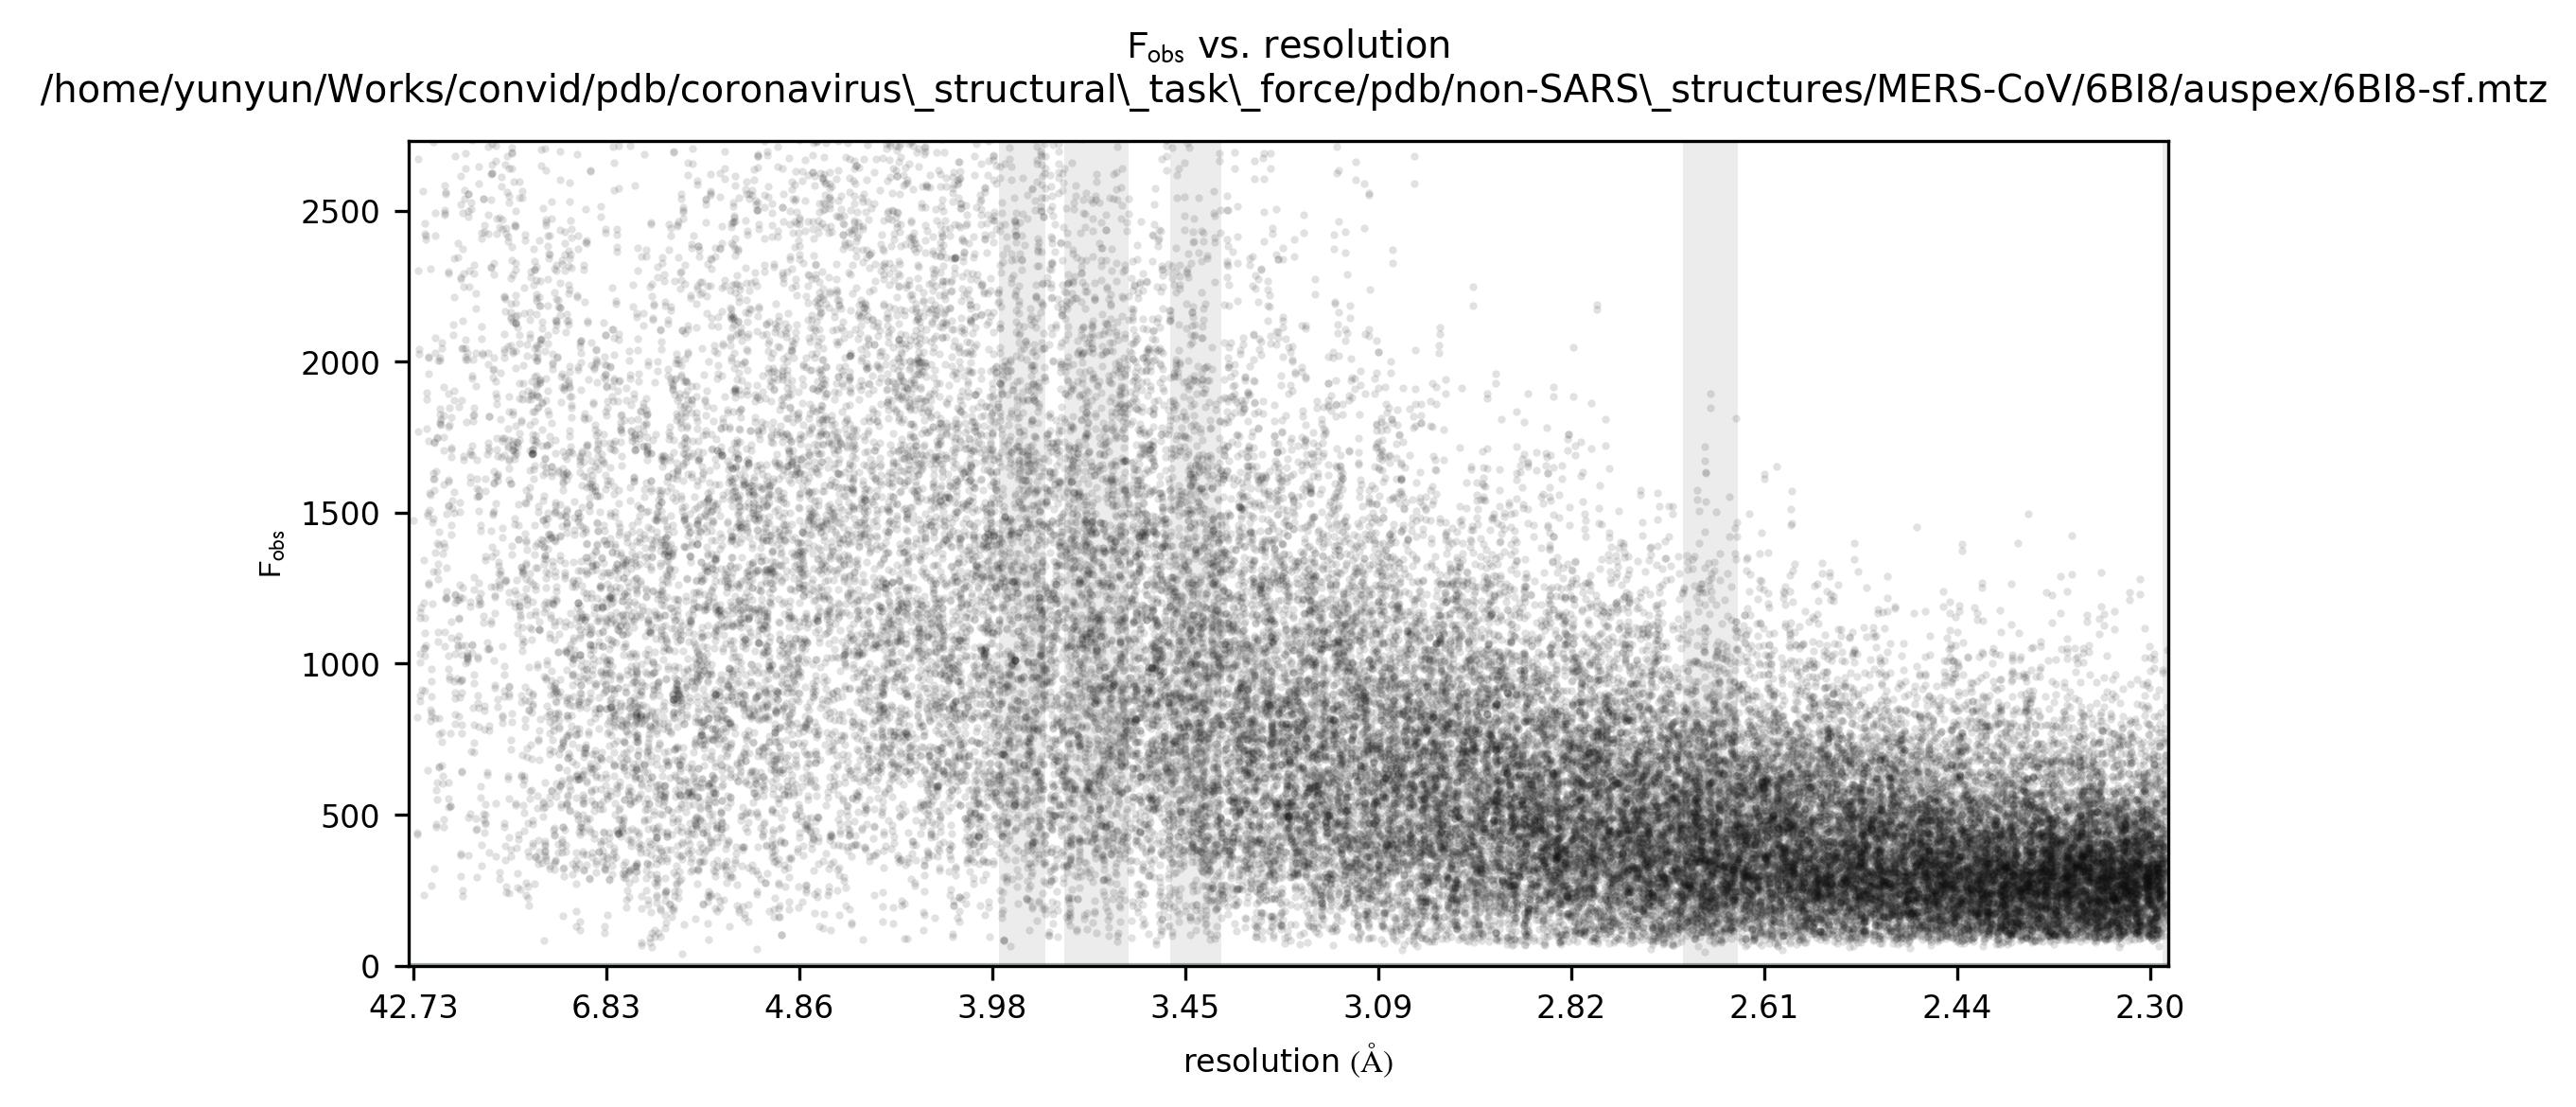 F_obs vs. resolution
/home/yunyun/Works/convid/pdb/coronavirus\_structural\_task\_force/pdb/non-SARS\_structures/MERS-CoV/6BI8/auspex/6BI8-sf.mtz
2500
2000
1500
1000
500
0
F_obs
42.73 6.83 4.86 3.98 3.45 3.09 2.82 2.61 2.44 2.30
resolution (Å)